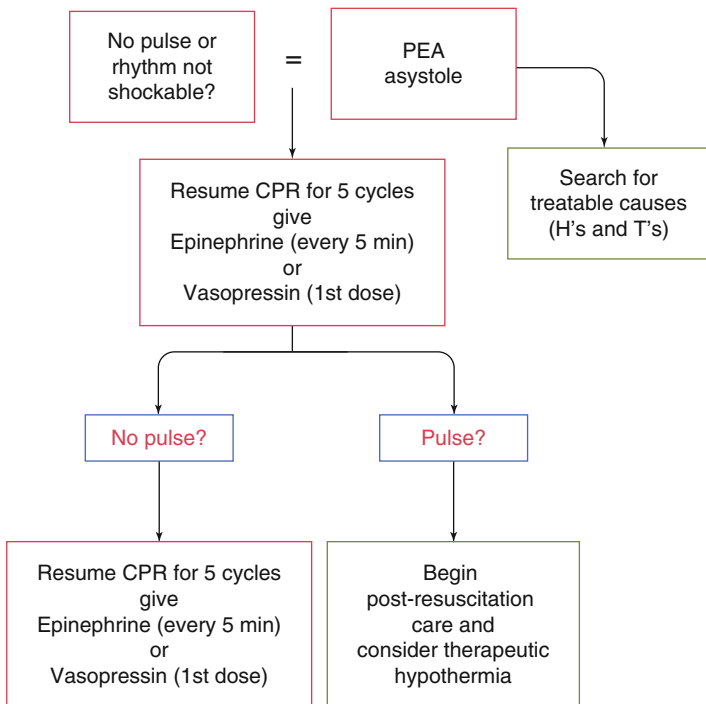 No pulse or
rhythm not
shockable?
=
PEA
asystole
Search for
treatable causes
(H's and T's)
Resume CPR for 5 cycles
give
Epinephrine (every 5 min)
or
Vasopressin (1st dose)
No pulse?
Pulse?
Resume CPR for 5 cycles
give
Epinephrine (every 5 min)
or
Vasopressin (1st dose)
Begin
post-resuscitation
care and
consider therapeutic
hypothermia